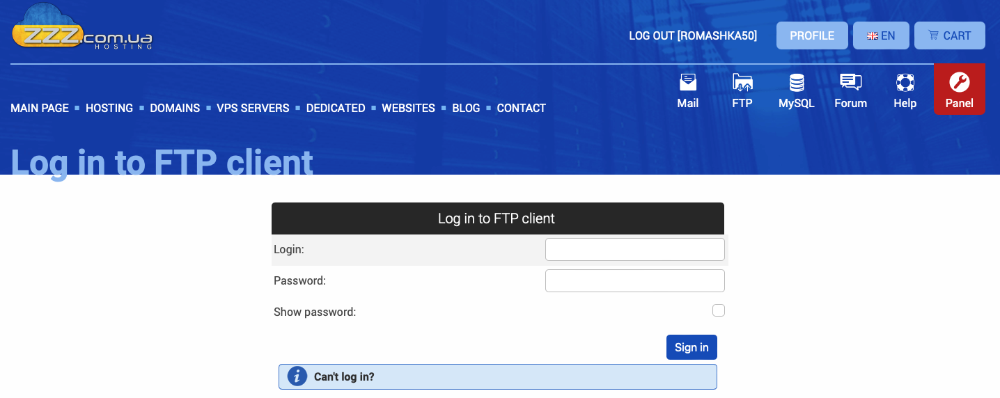 ZZZ.com.ua
HOSTING
LOG OUT [ROMASHKA50] PROFILE EN CART
Mail FTP MySQL Forum Help Panel
MAIN PAGE HOSTING DOMAINS VPS SERVERS DEDICATED WEBSITES BLOG CONTACT
Log in to FTP client
Log in to FTP client
Login:
Password:
Show password:
Sign in
i Can't log in?